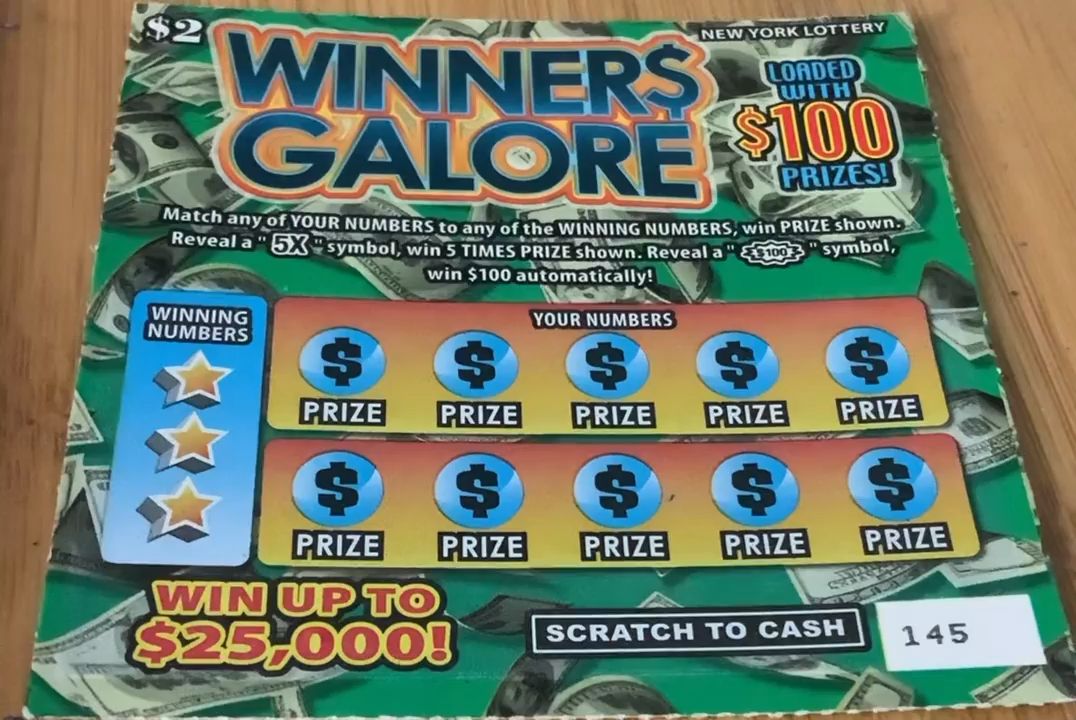 $2
NEW YORK LOTTERY
WINNER$
GALORE
LOADED
WITH
$100
PRIZES!
Match any of YOUR NUMBERS to any of the WINNING NUMBERS, win PRIZE shown.
Reveal a " 5X " symbol, win 5 TIMES PRIZE shown. Reveal a " $100 " symbol,
win $100 automatically!
WINNING
NUMBERS
YOUR NUMBERS
$ $ $ $ $
PRIZE PRIZE PRIZE PRIZE PRIZE
$ $ $ $ $
PRIZE PRIZE PRIZE PRIZE PRIZE
WIN UP TO
$25,000!
SCRATCH TO CASH
145